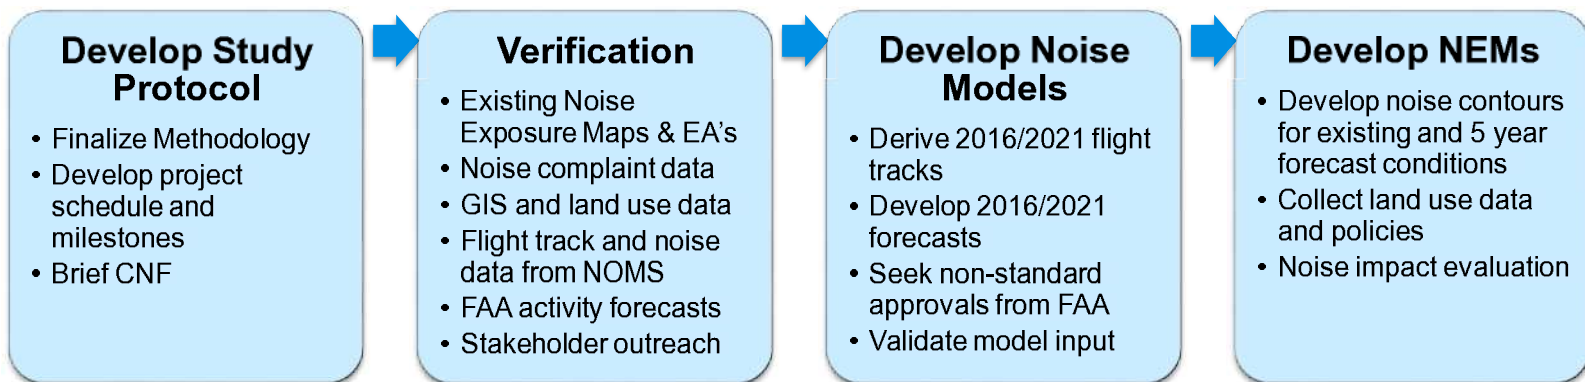 Develop Study
Protocol
• Finalize Methodology
• Develop project
schedule and
milestones
• Brief CNF
Verification
• Existing Noise
Exposure Maps & EA's
• Noise complaint data
• GIS and land use data
• Flight track and noise
data from NOMS
• FAA activity forecasts
• Stakeholder outreach
Develop Noise
Models
• Derive 2016/2021 flight
tracks
• Develop 2016/2021
forecasts
• Seek non-standard
approvals from FAA
• Validate model input
Develop NEMs
• Develop noise contours
for existing and 5 year
forecast conditions
• Collect land use data
and policies
• Noise impact evaluation